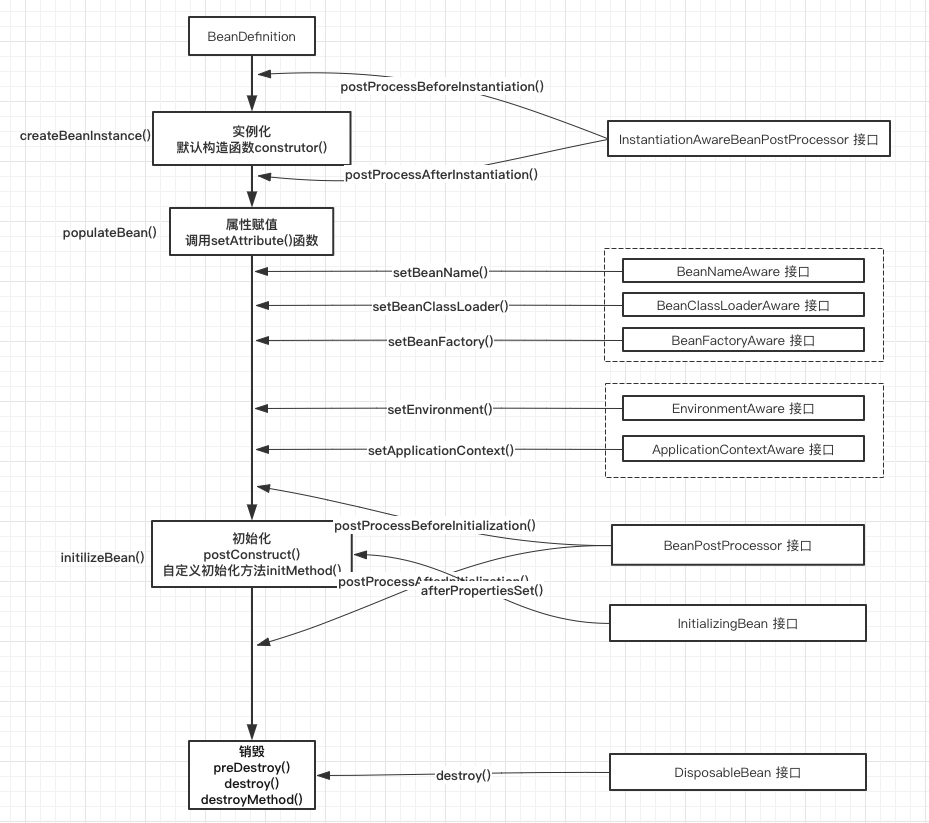 BeanDefinition
postProcessBeforeInstantiation()
createBeanInstance()
实例化
默认构造函数construtor()
InstantiationAwareBeanPostProcessor 接口
postProcessAfterInstantiation()
populateBean()
属性赋值
调用setAttribute()函数
setBeanName()
BeanNameAware 接口
setBeanClassLoader()
BeanClassLoaderAware 接口
setBeanFactory()
BeanFactoryAware 接口
setEnvironment()
EnvironmentAware 接口
setApplicationContext()
ApplicationContextAware 接口
postProcessBeforeInitialization()
initilizeBean()
初始化
postConstruct()
自定义初始化方法initMethod()
BeanPostProcessor 接口
postProcessAfterInitialization()
afterPropertiesSet()
InitializingBean 接口
销毁
preDestroy()
destroy()
destroyMethod()
destroy()
DisposableBean 接口